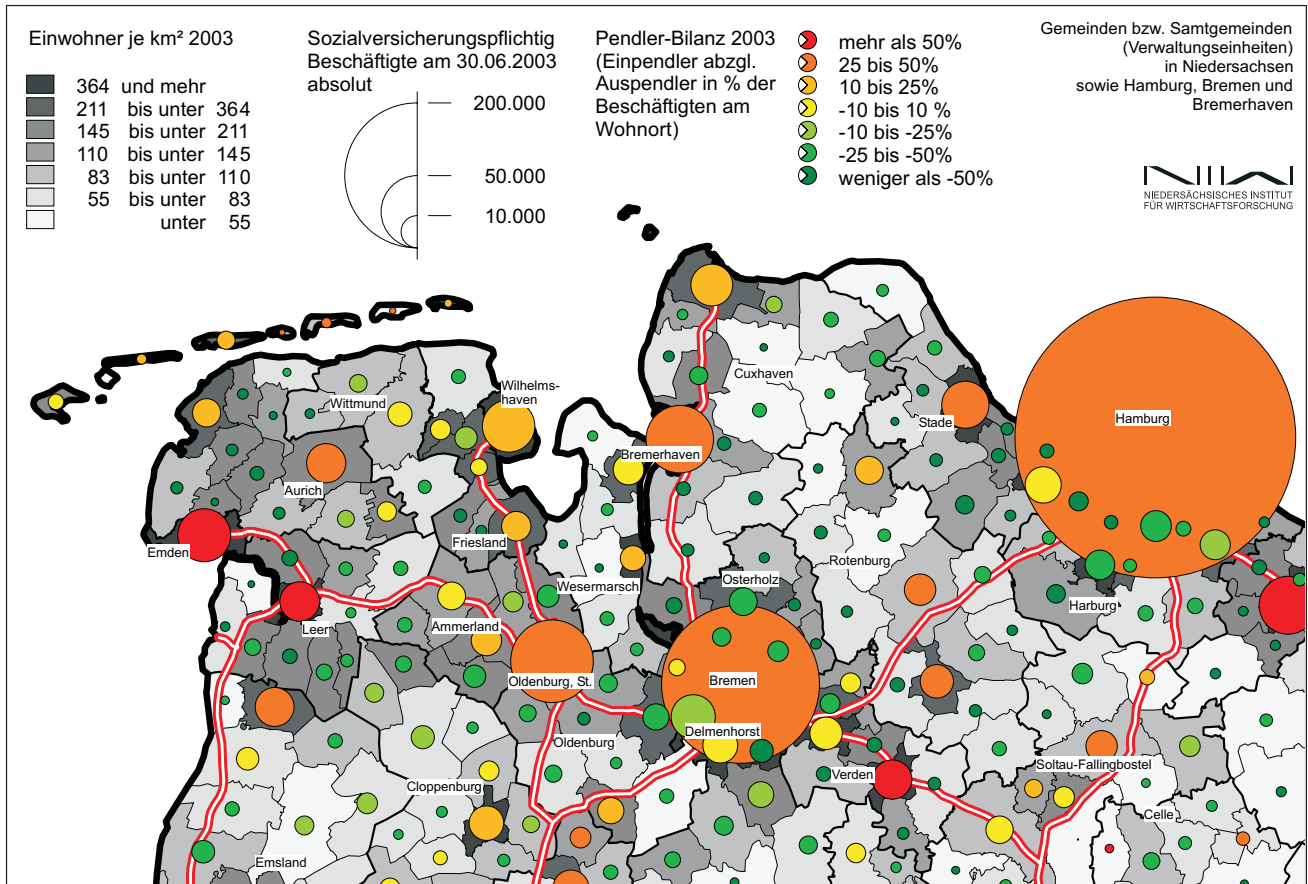 Einwohner je km² 2003
364 und mehr
211 bis unter 364
145 bis unter 211
110 bis unter 145
83 bis unter 110
55 bis unter 83
unter 55
Sozialversicherungspflichtig
Beschäftigte am 30.06.2003
absolut
200.000
50.000
10.000
Pendler-Bilanz 2003
(Einpendler abzgl.
Auspendler in % der
Beschäftigten am
Wohnort)
mehr als 50%
25 bis 50%
10 bis 25%
-10 bis 10 %
-10 bis -25%
-25 bis -50%
weniger als -50%
Gemeinden bzw. Samtgemeinden
(Verwaltungseinheiten)
in Niedersachsen
sowie Hamburg, Bremen und
Bremerhaven
NIW
NIEDERSÄCHSISCHES INSTITUT
FÜR WIRTSCHAFTSFORSCHUNG
Cuxhaven
Wilhelms-
haven
Wittmund
Stade
Hamburg
Bremerhaven
Aurich
Friesland
Emden
Rotenburg
Osterholz
Wesermarsch
Harburg
Leer
Ammerland
Oldenburg, St.
Bremen
Delmenhorst
Oldenburg
Soltau-Fallingbostel
Verden
Cloppenburg
Celle
Emsland